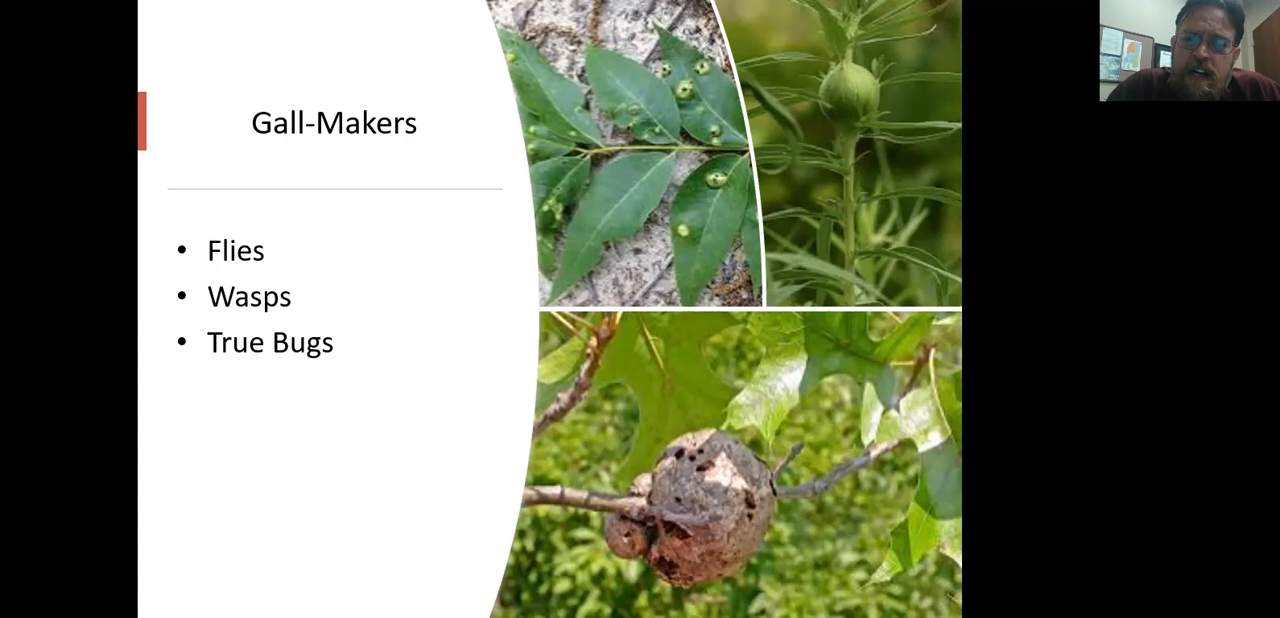 Gall-Makers
• Flies
• Wasps
• True Bugs